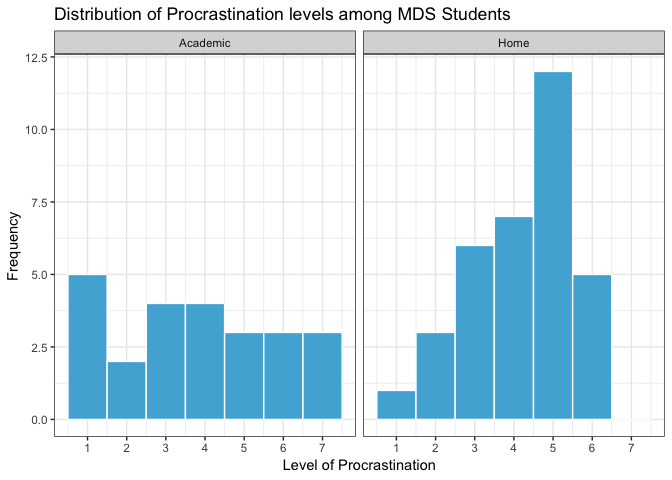 Distribution of Procrastination levels among MDS Students
Academic
Home
Frequency
12.5
10.0
7.5
5.0
2.5
0.0
1 2 3 4 5 6 7
1 2 3 4 5 6 7
Level of Procrastination